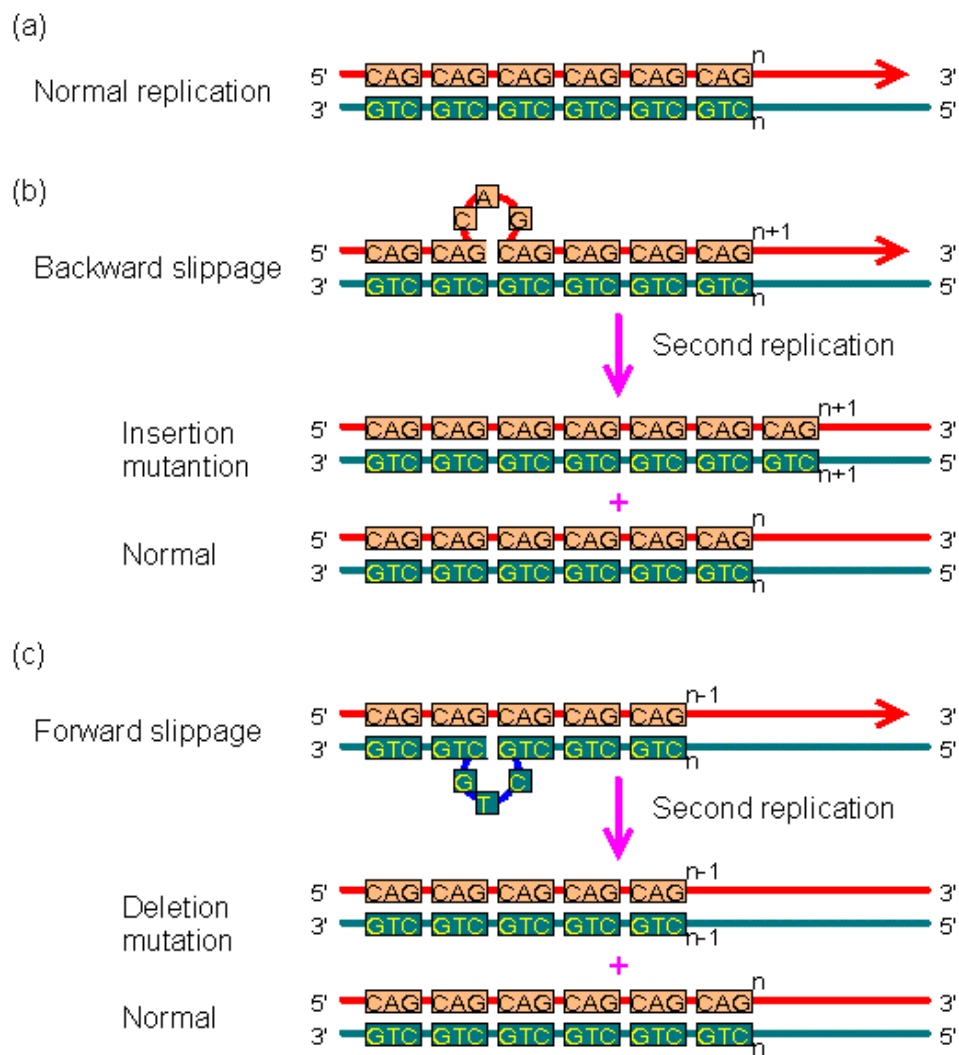 (a)
n
Normal replication 5' CAG CAG CAG CAG CAG CAG 3'
3' GTC GTC GTC GTC GTC GTC 5'
n
(b)
A
C G
n+1
Backward slippage 5' CAG CAG CAG CAG CAG CAG 3'
3' GTC GTC GTC GTC GTC GTC 5'
n
Second replication
n+1
Insertion 5' CAG CAG CAG CAG CAG CAG CAG 3'
mutantion 3' GTC GTC GTC GTC GTC GTC GTC 5'
n+1
+
n
Normal 5' CAG CAG CAG CAG CAG CAG 3'
3' GTC GTC GTC GTC GTC GTC 5'
n
(c)
n-1
Forward slippage 5' CAG CAG CAG CAG CAG 3'
3' GTC GTC GTC GTC GTC 5'
n
G C
T
Second replication
n-1
Deletion 5' CAG CAG CAG CAG CAG 3'
mutation 3' GTC GTC GTC GTC GTC 5'
n-1
+
n
Normal 5' CAG CAG CAG CAG CAG CAG 3'
3' GTC GTC GTC GTC GTC GTC 5'
n